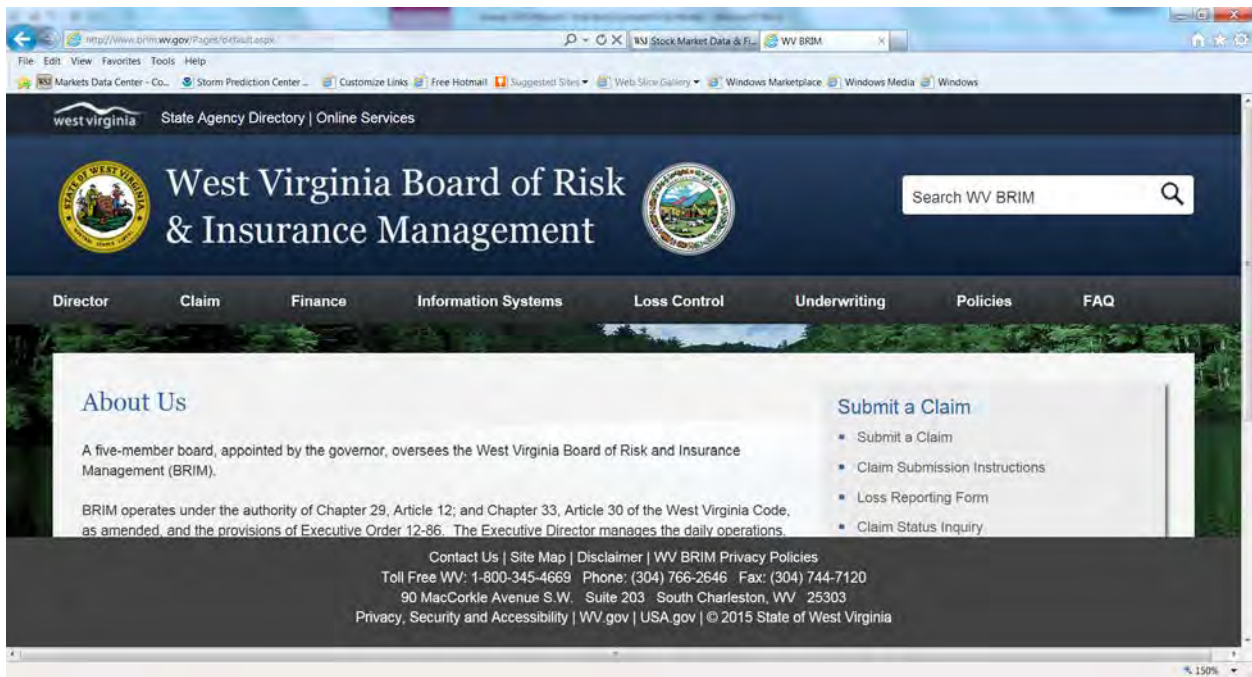 http://www.brim.wv.gov/Pages/default.aspx
WSJ Stock Market Data & Fi...
WV BRIM
File Edit View Favorites Tools Help
Markets Data Center - Co...
Storm Prediction Center ...
Customize Links
Free Hotmail
Suggested Sites
Web Slice Gallery
Windows Marketplace
Windows Media
Windows
west virginia
State Agency Directory | Online Services
STATE OF WEST VIRGINIA
West Virginia Board of Risk
& Insurance Management
Search WV BRIM
Director
Claim
Finance
Information Systems
Loss Control
Underwriting
Policies
FAQ
About Us
A five-member board, appointed by the governor, oversees the West Virginia Board of Risk and Insurance
Management (BRIM).
BRIM operates under the authority of Chapter 29, Article 12; and Chapter 33, Article 30 of the West Virginia Code,
as amended, and the provisions of Executive Order 12-86. The Executive Director manages the daily operations.
Submit a Claim
Submit a Claim
Claim Submission Instructions
Loss Reporting Form
Claim Status Inquiry
Contact Us | Site Map | Disclaimer | WV BRIM Privacy Policies
Toll Free WV: 1-800-345-4669 Phone: (304) 766-2646 Fax: (304) 744-7120
90 MacCorkle Avenue S.W. Suite 203 South Charleston, WV 25303
Privacy, Security and Accessibility | WV.gov | USA.gov | © 2015 State of West Virginia
150%